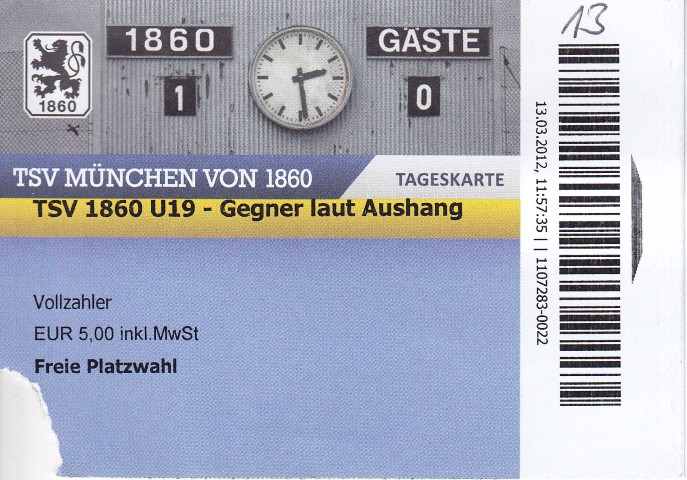 1860 GÄSTE
1 0
1860
TSV MÜNCHEN VON 1860
TAGESKARTE
TSV 1860 U19 - Gegner laut Aushang
Vollzahler
EUR 5,00 inkl.MwSt
Freie Platzwahl
13
13.03.2012, 11:57:35 || 1107283-0022